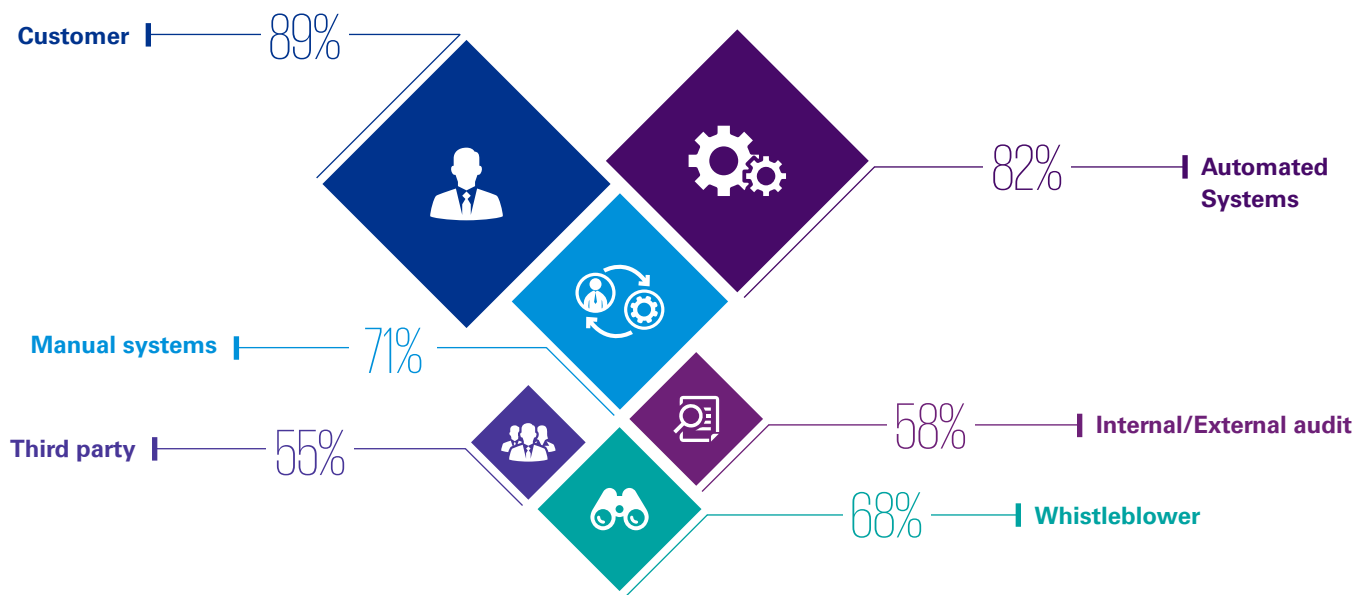 Customer
89%
82%
Automated
Systems
Manual systems
71%
Third party
55%
58%
Internal/External audit
68%
Whistleblower